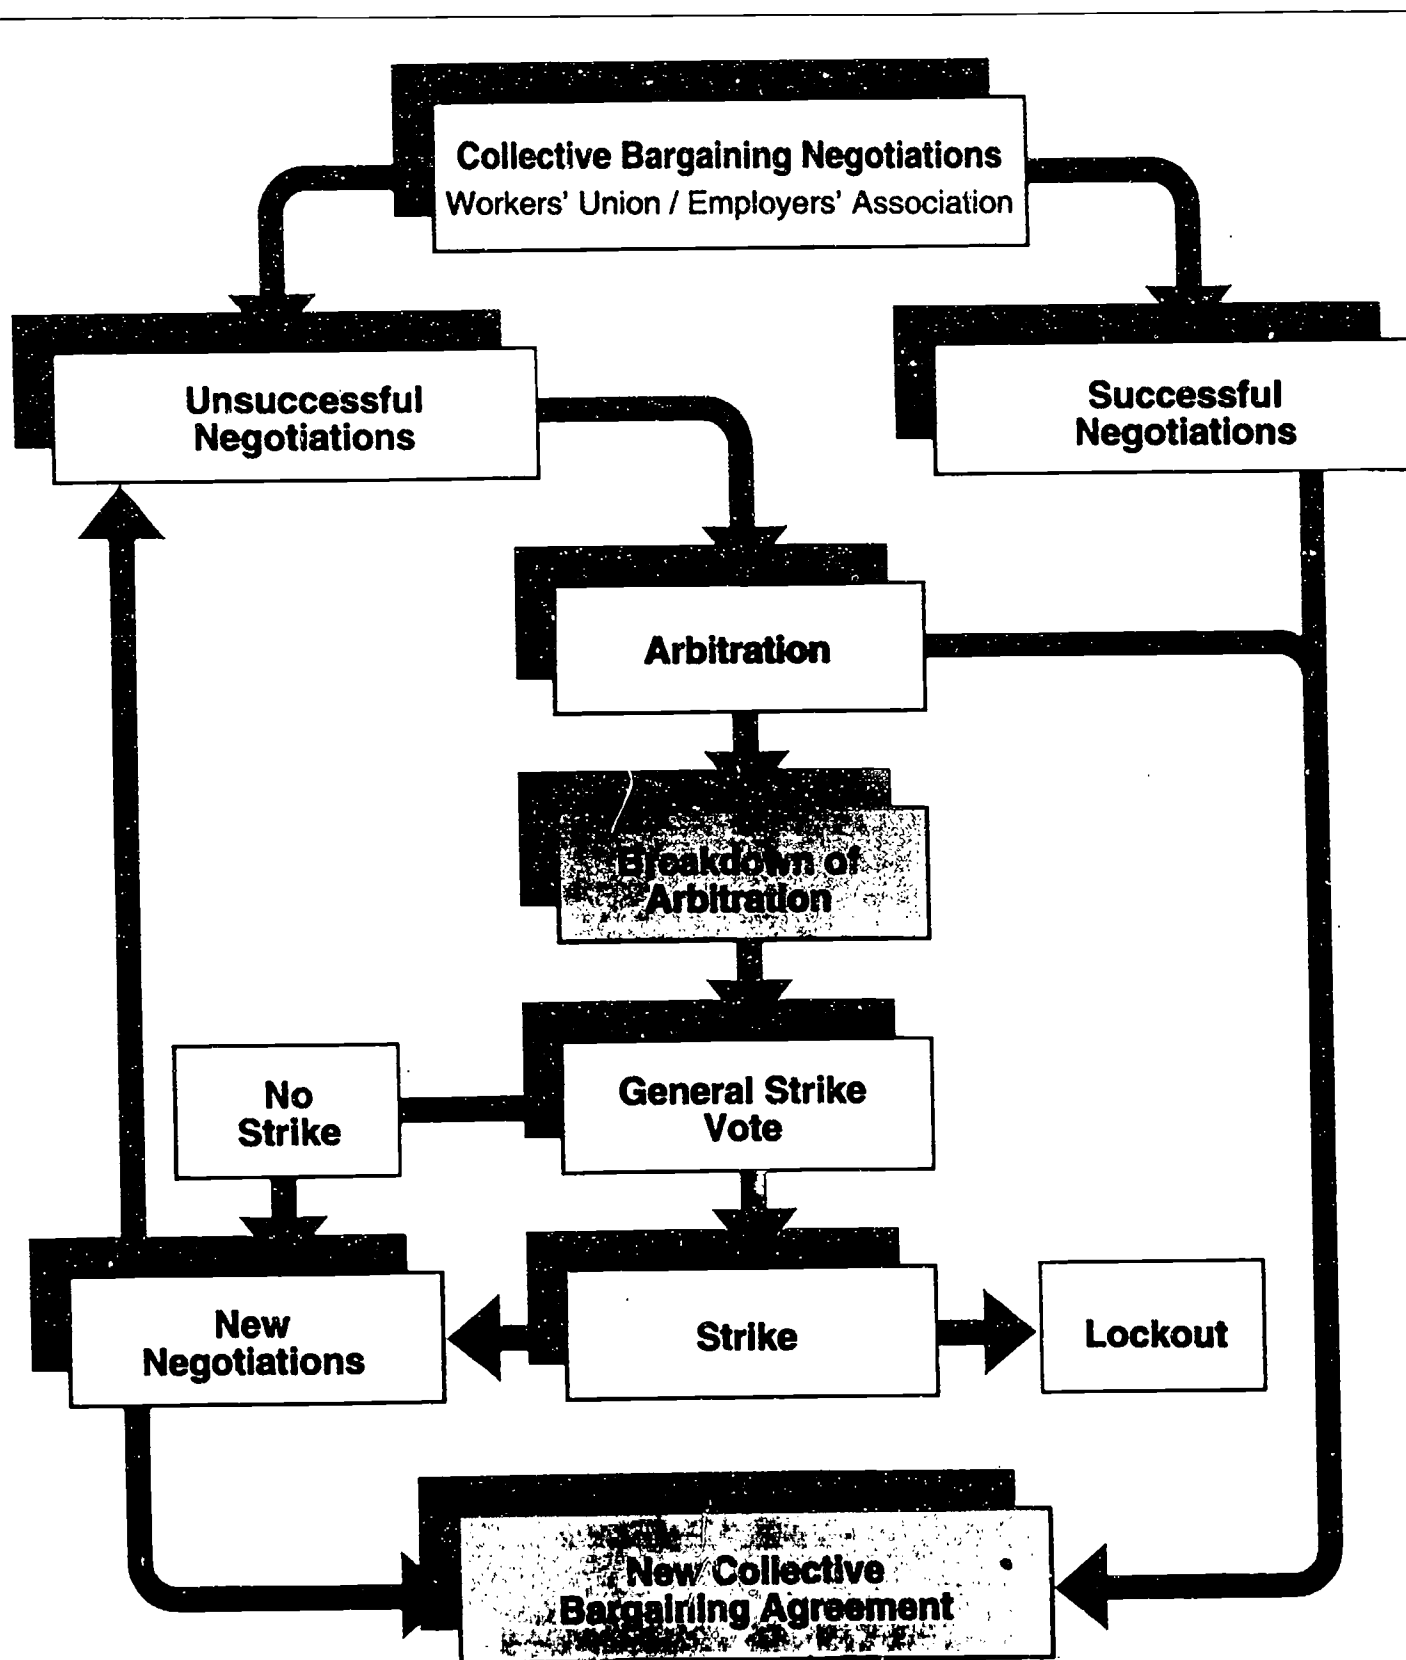 Collective Bargaining Negotiations
Workers' Union / Employers' Association
Unsuccessful
Negotiations
Successful
Negotiations
Arbitration
Breakdown of
Arbitration
No
Strike
General Strike
Vote
New
Negotiations
Strike
Lockout
New Collective
Bargaining Agreement